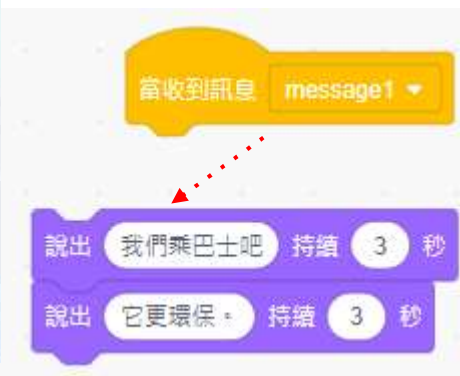 當收到訊息 message1
說出 我們乘巴士吧 持續 3 秒
說出 它更環保。 持續 3 秒